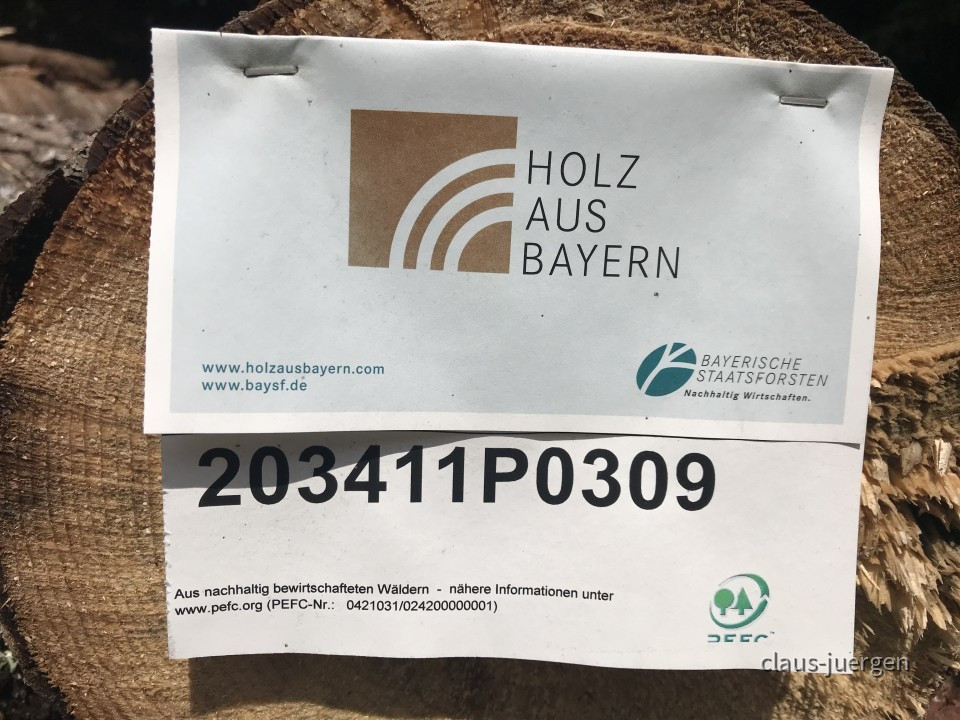 HOLZ
AUS
BAYERN
www.holzausbayern.com
www.baysf.de
BAYERISCHE
STAATSFORSTEN
Nachhaltig Wirtschaften.
203411P0309
Aus nachhaltig bewirtschafteten Wäldern - nähere Informationen unter
www.pefc.org (PEFC-Nr.: 0421031/024200000001)
PEFC™
claus-juergen